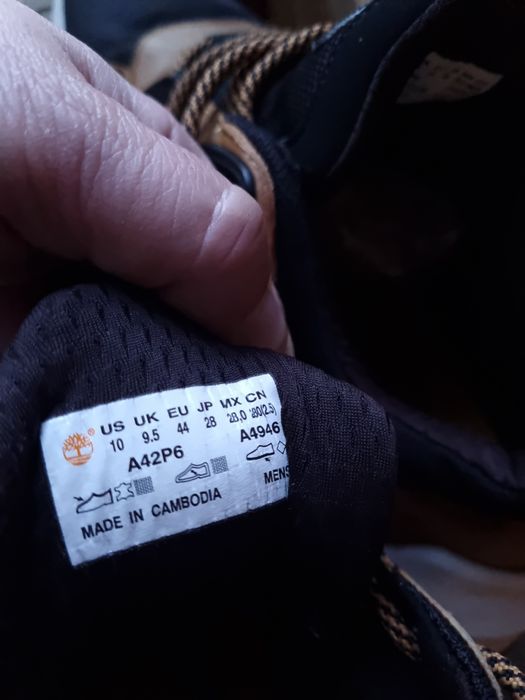 US UK EU JP MX CN
10 9.5 44 28 28,0 280(2.5)
A42P6 A4946
MENS
MADE IN CAMBODIA